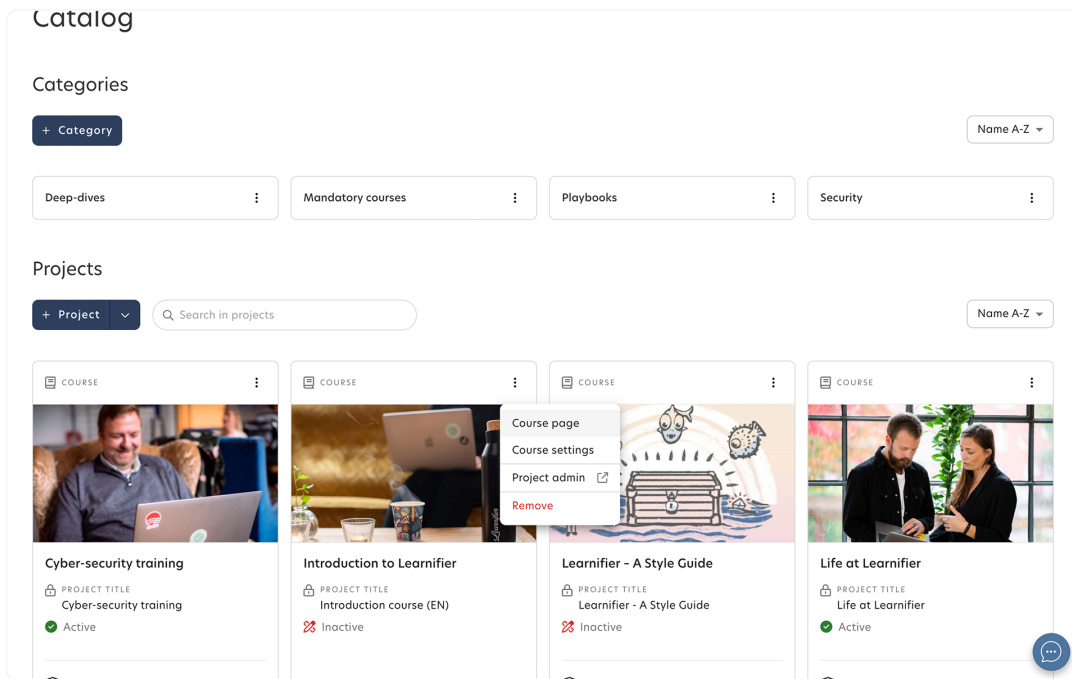 Catalog
Categories
+ Category
Name A-Z
Deep-dives
Mandatory courses
Playbooks
Security
Projects
+ Project
Search in projects
Name A-Z
COURSE
COURSE
COURSE
COURSE
Course page
Course settings
Project admin
Remove
Learnifier
Cyber-security training
Introduction to Learnifier
Learnifier – A Style Guide
Life at Learnifier
PROJECT TITLE
PROJECT TITLE
PROJECT TITLE
PROJECT TITLE
Cyber-security training
Introduction course (EN)
Learnifier - A Style Guide
Life at Learnifier
Active
Inactive
Inactive
Active